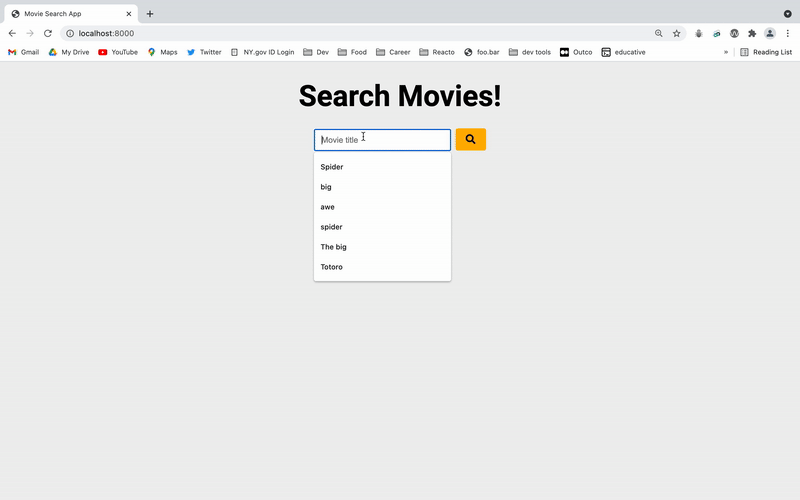 Movie Search App
localhost:8000
Gmail My Drive YouTube Maps Twitter NY.gov ID Login Dev Food Career Reacto foo.bar dev tools Outco educative » Reading List
Search Movies!
Movie title
Spider
big
awe
spider
The big
Totoro